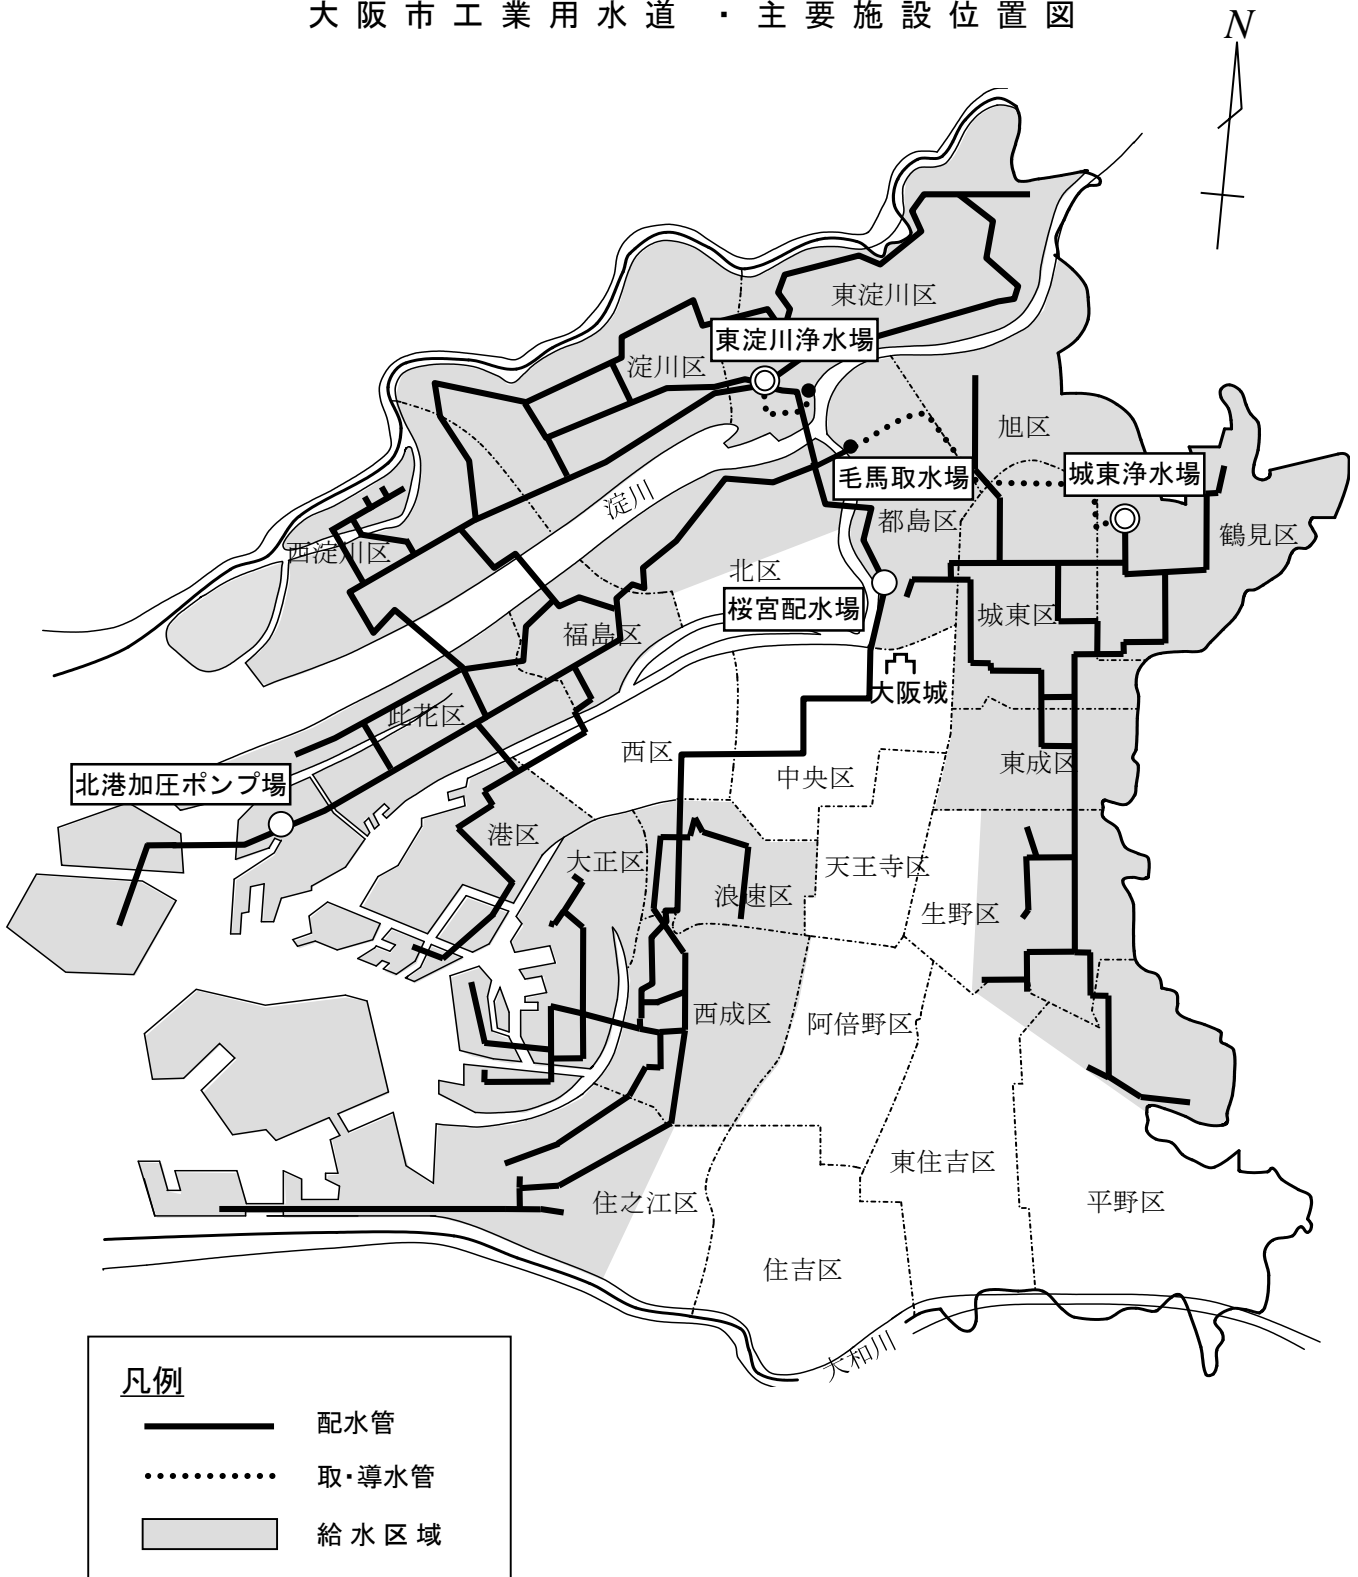 大阪市工業用水道・主要施設位置図
N
東淀川区
東淀川浄水場
淀川区
旭区
毛馬取水場
城東浄水場
淀川
都島区
鶴見区
西淀川区
北区
桜宮配水場
城東区
福島区
大阪城
此花区
西区
中央区
東成区
北港加圧ポンプ場
港区
大正区
天王寺区
浪速区
生野区
西成区
阿倍野区
東住吉区
住之江区
平野区
住吉区
大和川
凡例
配水管
取・導水管
給水区域